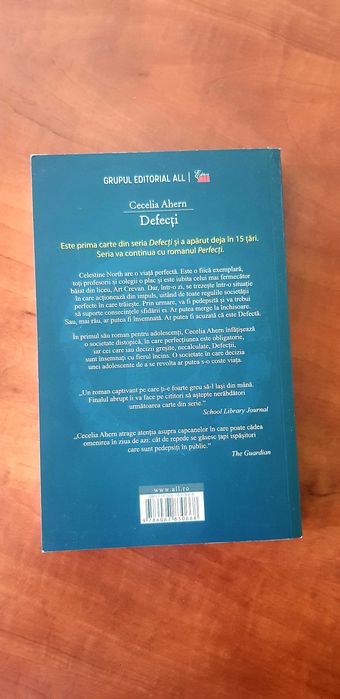 GRUPUL EDITORIAL ALL
Cecelia Ahern
Defecți
Este prima carte din seria Defecți și a apărut deja în 15 țări.
Seria va continua cu romanul Perfecți.
Celestine North are o viață perfectă. Este o fiică exemplară,
toți profesorii și colegii o plac și este iubita celui mai fermecător
băiat din liceu, Art Crevan. Dar, într-o zi, se trezește într-o situație
în care acționează din impuls, uitând de toate regulile societății
perfecte în care trăiește. Prin urmare, va fi pedepsită și va trebui
să suporte consecințele sfidării ei. Ar putea merge la închisoare.
Sau, mai rău, ar putea fi însemnată. Ar putea fi acuzată că este Defectă.
În primul său roman pentru adolescenți, Cecelia Ahern înfățișează
o societate distopică, în care perfecțiunea este obligatorie,
iar cei care iau decizii greșite, necalculate, Defecții,
sunt însemnați cu fierul încins. O societate în care decizia
unei adolescente de a se revolta ar putea s-o coste viața.
„Un roman captivant pe care ți-e foarte greu să-l lași din mână.
Finalul abrupt îi va face pe cititori să aștepte nerăbdători
următoarea carte din serie.”
School Library Journal
„Cecelia Ahern atrage atenția asupra capcanelor în care poate cădea
omenirea în ziua de azi: cât de repede se găsesc țapi ispășitori
care sunt pedepsiți în public.”
The Guardian
www.all.ro